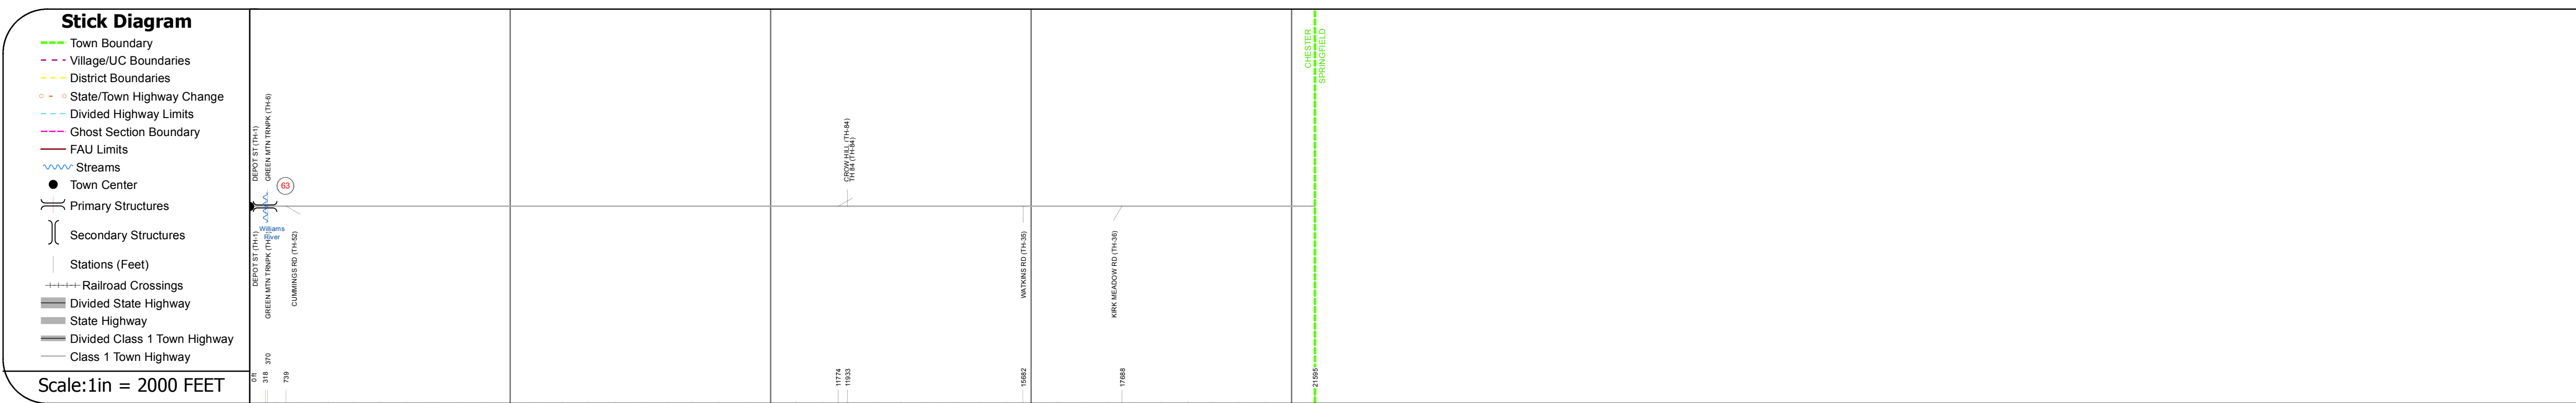 Stick Diagram
Town Boundary
Village/UC Boundaries
District Boundaries
State/Town Highway Change
Divided Highway Limits
Ghost Section Boundary
FAU Limits
Streams
Town Center
Primary Structures
Secondary Structures
Stations (Feet)
Railroad Crossings
Divided State Highway
State Highway
Divided Class 1 Town Highway
Class 1 Town Highway
Scale:1in = 2000 FEET
DEPOT ST (TH-1)
GREEN MTN TRNPK (TH-6)
63
CROW HILL (TH-84)
TH 84 (TH-84)
CHESTER
SPRINGFIELD
Williams
River
DEPOT ST (TH-1)
GREEN MTN TRNPK (TH-
CUMMINGS RD (TH-52)
WATKINS RD (TH-35)
KIRK MEADOW RD (TH-36)
0 ft
318
370
739
11774
11933
15682
17688
21595